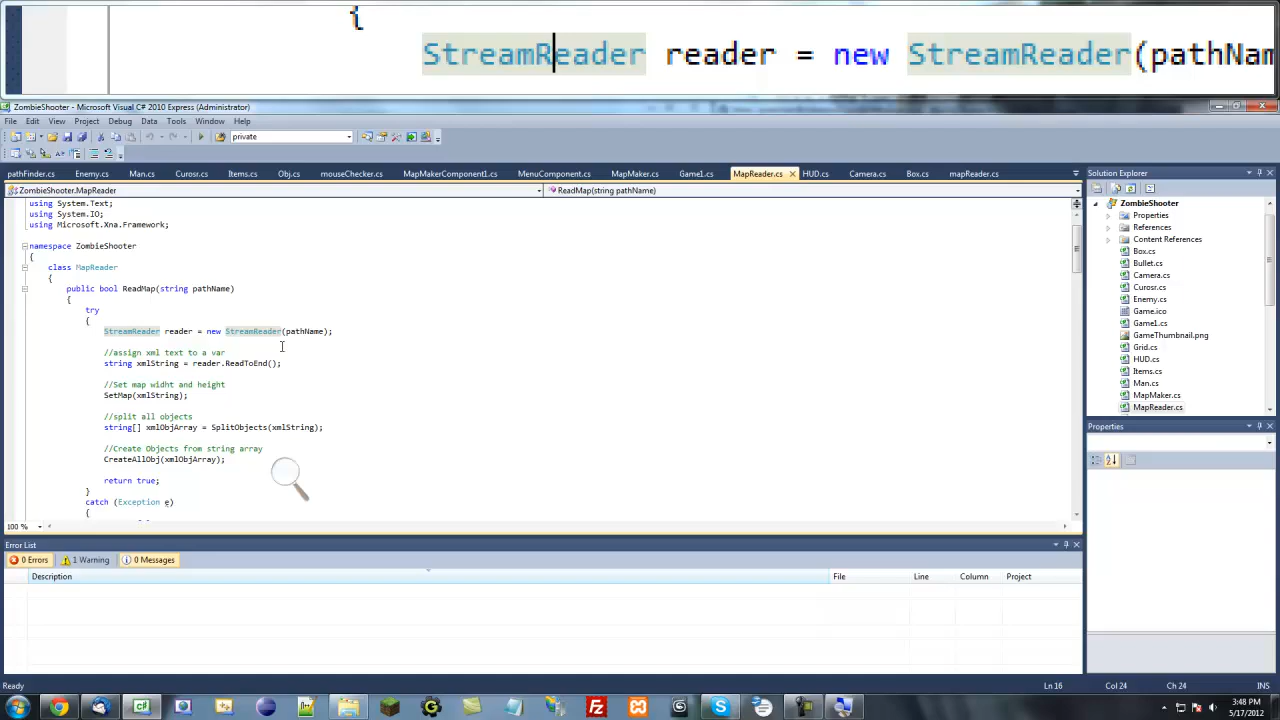 {
StreamReader reader = new StreamReader(pathNam
ZombieShooter - Microsoft Visual C# 2010 Express (Administrator)
File Edit View Project Debug Data Tools Window Help
private
pathFinder.cs Enemy.cs Man.cs Curosr.cs Items.cs Obj.cs mouseChecker.cs MapMakerComponent1.cs MenuComponent.cs MapMaker.cs Game1.cs MapReader.cs HUD.cs Camera.cs Box.cs mapReader.cs
Solution Explorer
ZombieShooter.MapReader ReadMap(string pathName)
using System.Text;
using System.IO;
using Microsoft.Xna.Framework;
namespace ZombieShooter
{
class MapReader
{
public bool ReadMap(string pathName)
{
try
{
StreamReader reader = new StreamReader(pathName);
//assign xml text to a var
string xmlString = reader.ReadToEnd();
//Set map widht and height
SetMap(xmlString);
//split all objects
string[] xmlObjArray = SplitObjects(xmlString);
//Create Objects from string array
CreateAllObj(xmlObjArray);
return true;
}
catch (Exception e)
{
100 %
ZombieShooter
Properties
References
Content References
Box.cs
Bullet.cs
Camera.cs
Curosr.cs
Enemy.cs
Game.ico
Game1.cs
GameThumbnail.png
Grid.cs
HUD.cs
Items.cs
Man.cs
MapMaker.cs
MapReader.cs
Properties
Error List
0 Errors 1 Warning 0 Messages
Description File Line Column Project
Ready Ln 16 Col 24 Ch 24 INS
3:48 PM
5/17/2012